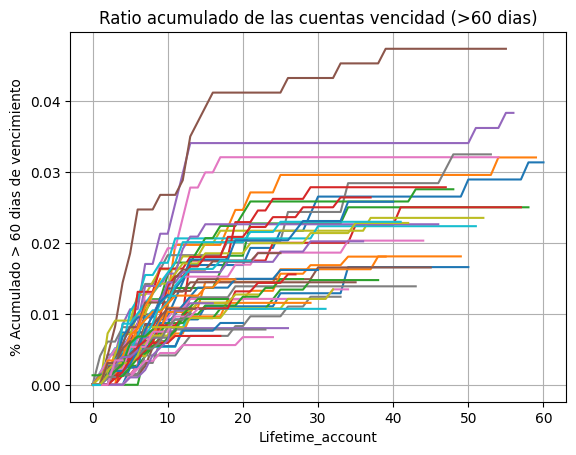 Ratio acumulado de las cuentas vencidad (>60 dias)
% Acumulado > 60 dias de vencimiento
0.04
0.03
0.02
0.01
0.00
0 10 20 30 40 50 60
Lifetime_account